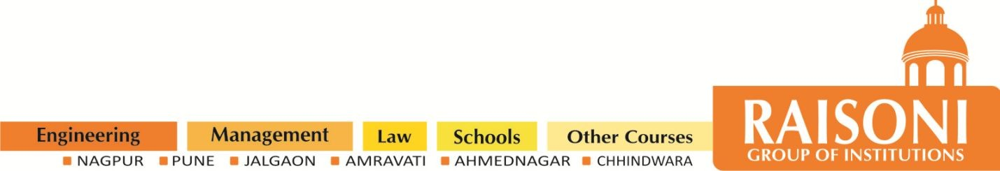 Engineering
Management
Law
Schools
Other Courses
NAGPUR PUNE JALGAON AMRAVATI AHMEDNAGAR CHHINDWARA
RAISONI
GROUP OF INSTITUTIONS